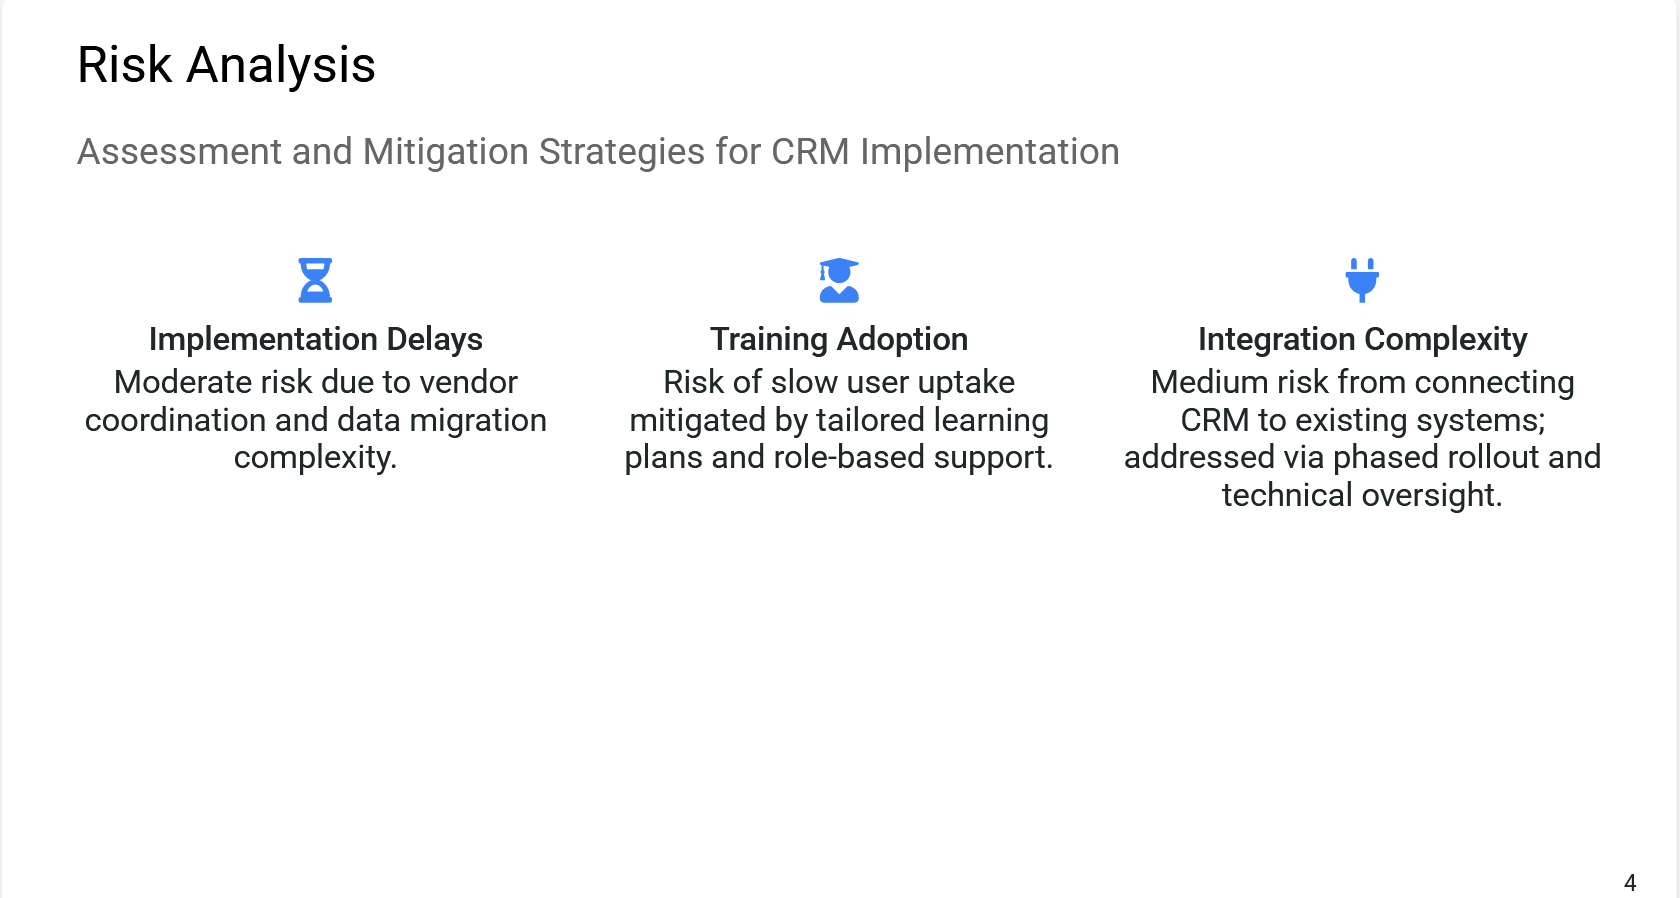 Risk Analysis
Assessment and Mitigation Strategies for CRM Implementation
Implementation Delays
Moderate risk due to vendor
coordination and data migration
complexity.
Training Adoption
Risk of slow user uptake
mitigated by tailored learning
plans and role-based support.
Integration Complexity
Medium risk from connecting
CRM to existing systems;
addressed via phased rollout and
technical oversight.
4